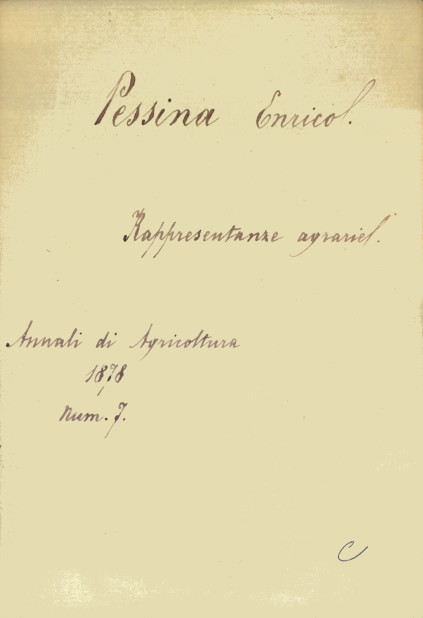 Pessina Enrico.
Rappresentanze agrarie.
Annali di Agricoltura
1878
Num. 7.
C